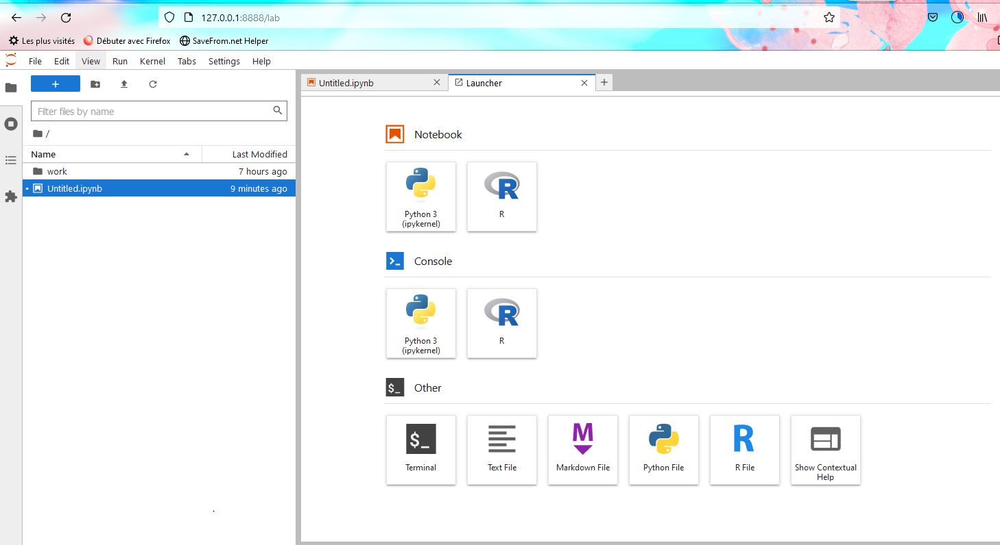 127.0.0.1:8888/lab
Les plus visités Débuter avec Firefox SaveFrom.net Helper
File Edit View Run Kernel Tabs Settings Help
+
Filter files by name
/
Name Last Modified
work 7 hours ago
Untitled.ipynb 9 minutes ago
Untitled.ipynb Launcher
Notebook
Python 3
(ipykernel)
R
R
Console
Python 3
(ipykernel)
R
R
$_ Other
$_
Terminal
Text File
M
Markdown File
Python File
R
R File
Show Contextual
Help